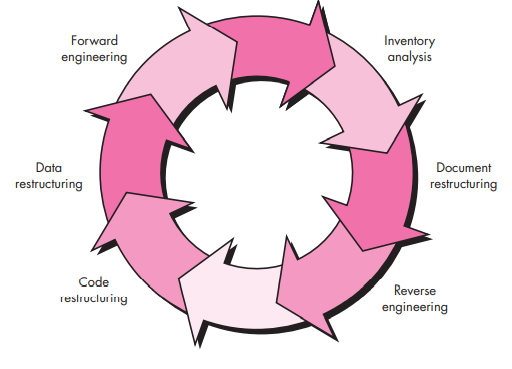 Forward
engineering
Inventory
analysis
Data
restructuring
Document
restructuring
Code
restructuring
Reverse
engineering